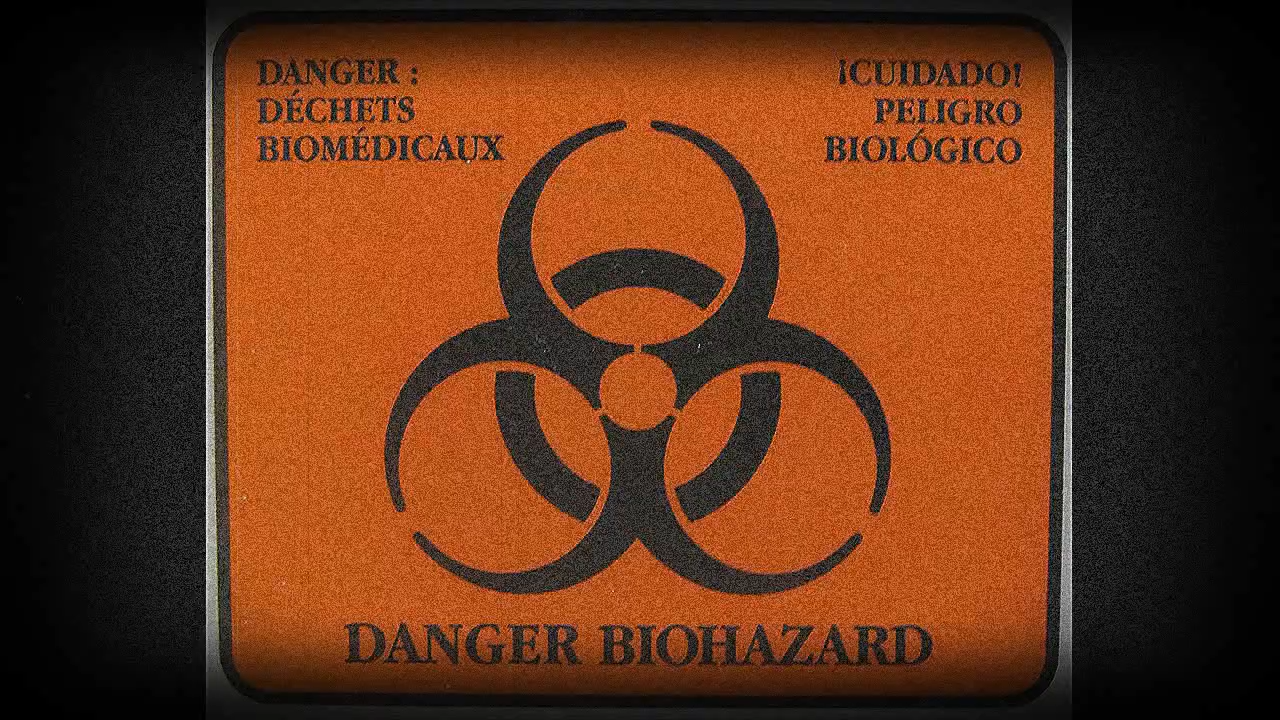 DANGER :
DÉCHETS
BIOMÉDICAUX
¡CUIDADO!
PELIGRO
BIOLÓGICO
DANGER BIOHAZARD